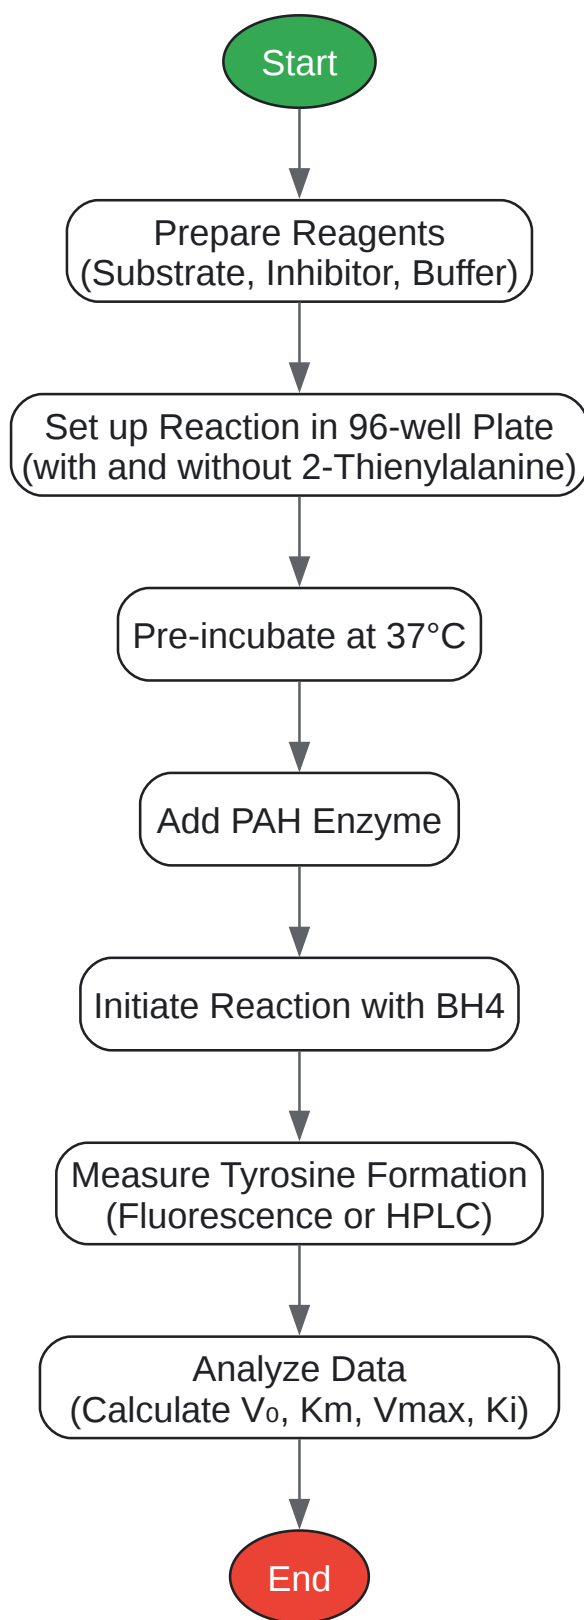 Start
Prepare Reagents
(Substrate, Inhibitor, Buffer)
Set up Reaction in 96-well Plate
(with and without 2-Thienylalanine)
Pre-incubate at 37°C
Add PAH Enzyme
Initiate Reaction with BH4
Measure Tyrosine Formation
(Fluorescence or HPLC)
Analyze Data
(Calculate V₀, Km, Vmax, Ki)
End